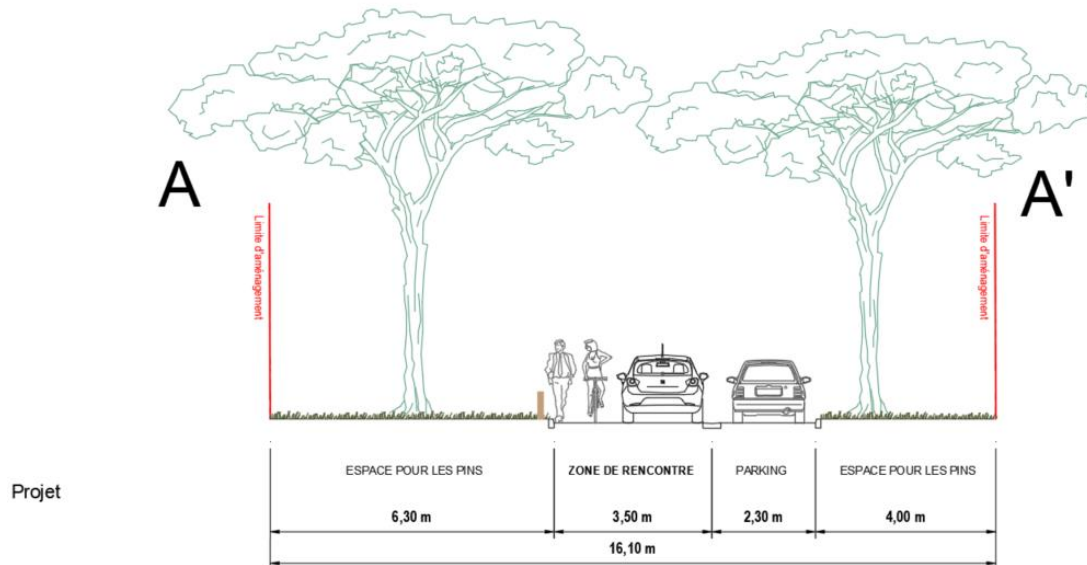 A
A'
Limite d'aménagement
Limite d'aménagement
ESPACE POUR LES PINS
ZONE DE RENCONTRE
PARKING
ESPACE POUR LES PINS
Projet
6,30 m
3,50 m
2,30 m
4,00 m
16,10 m